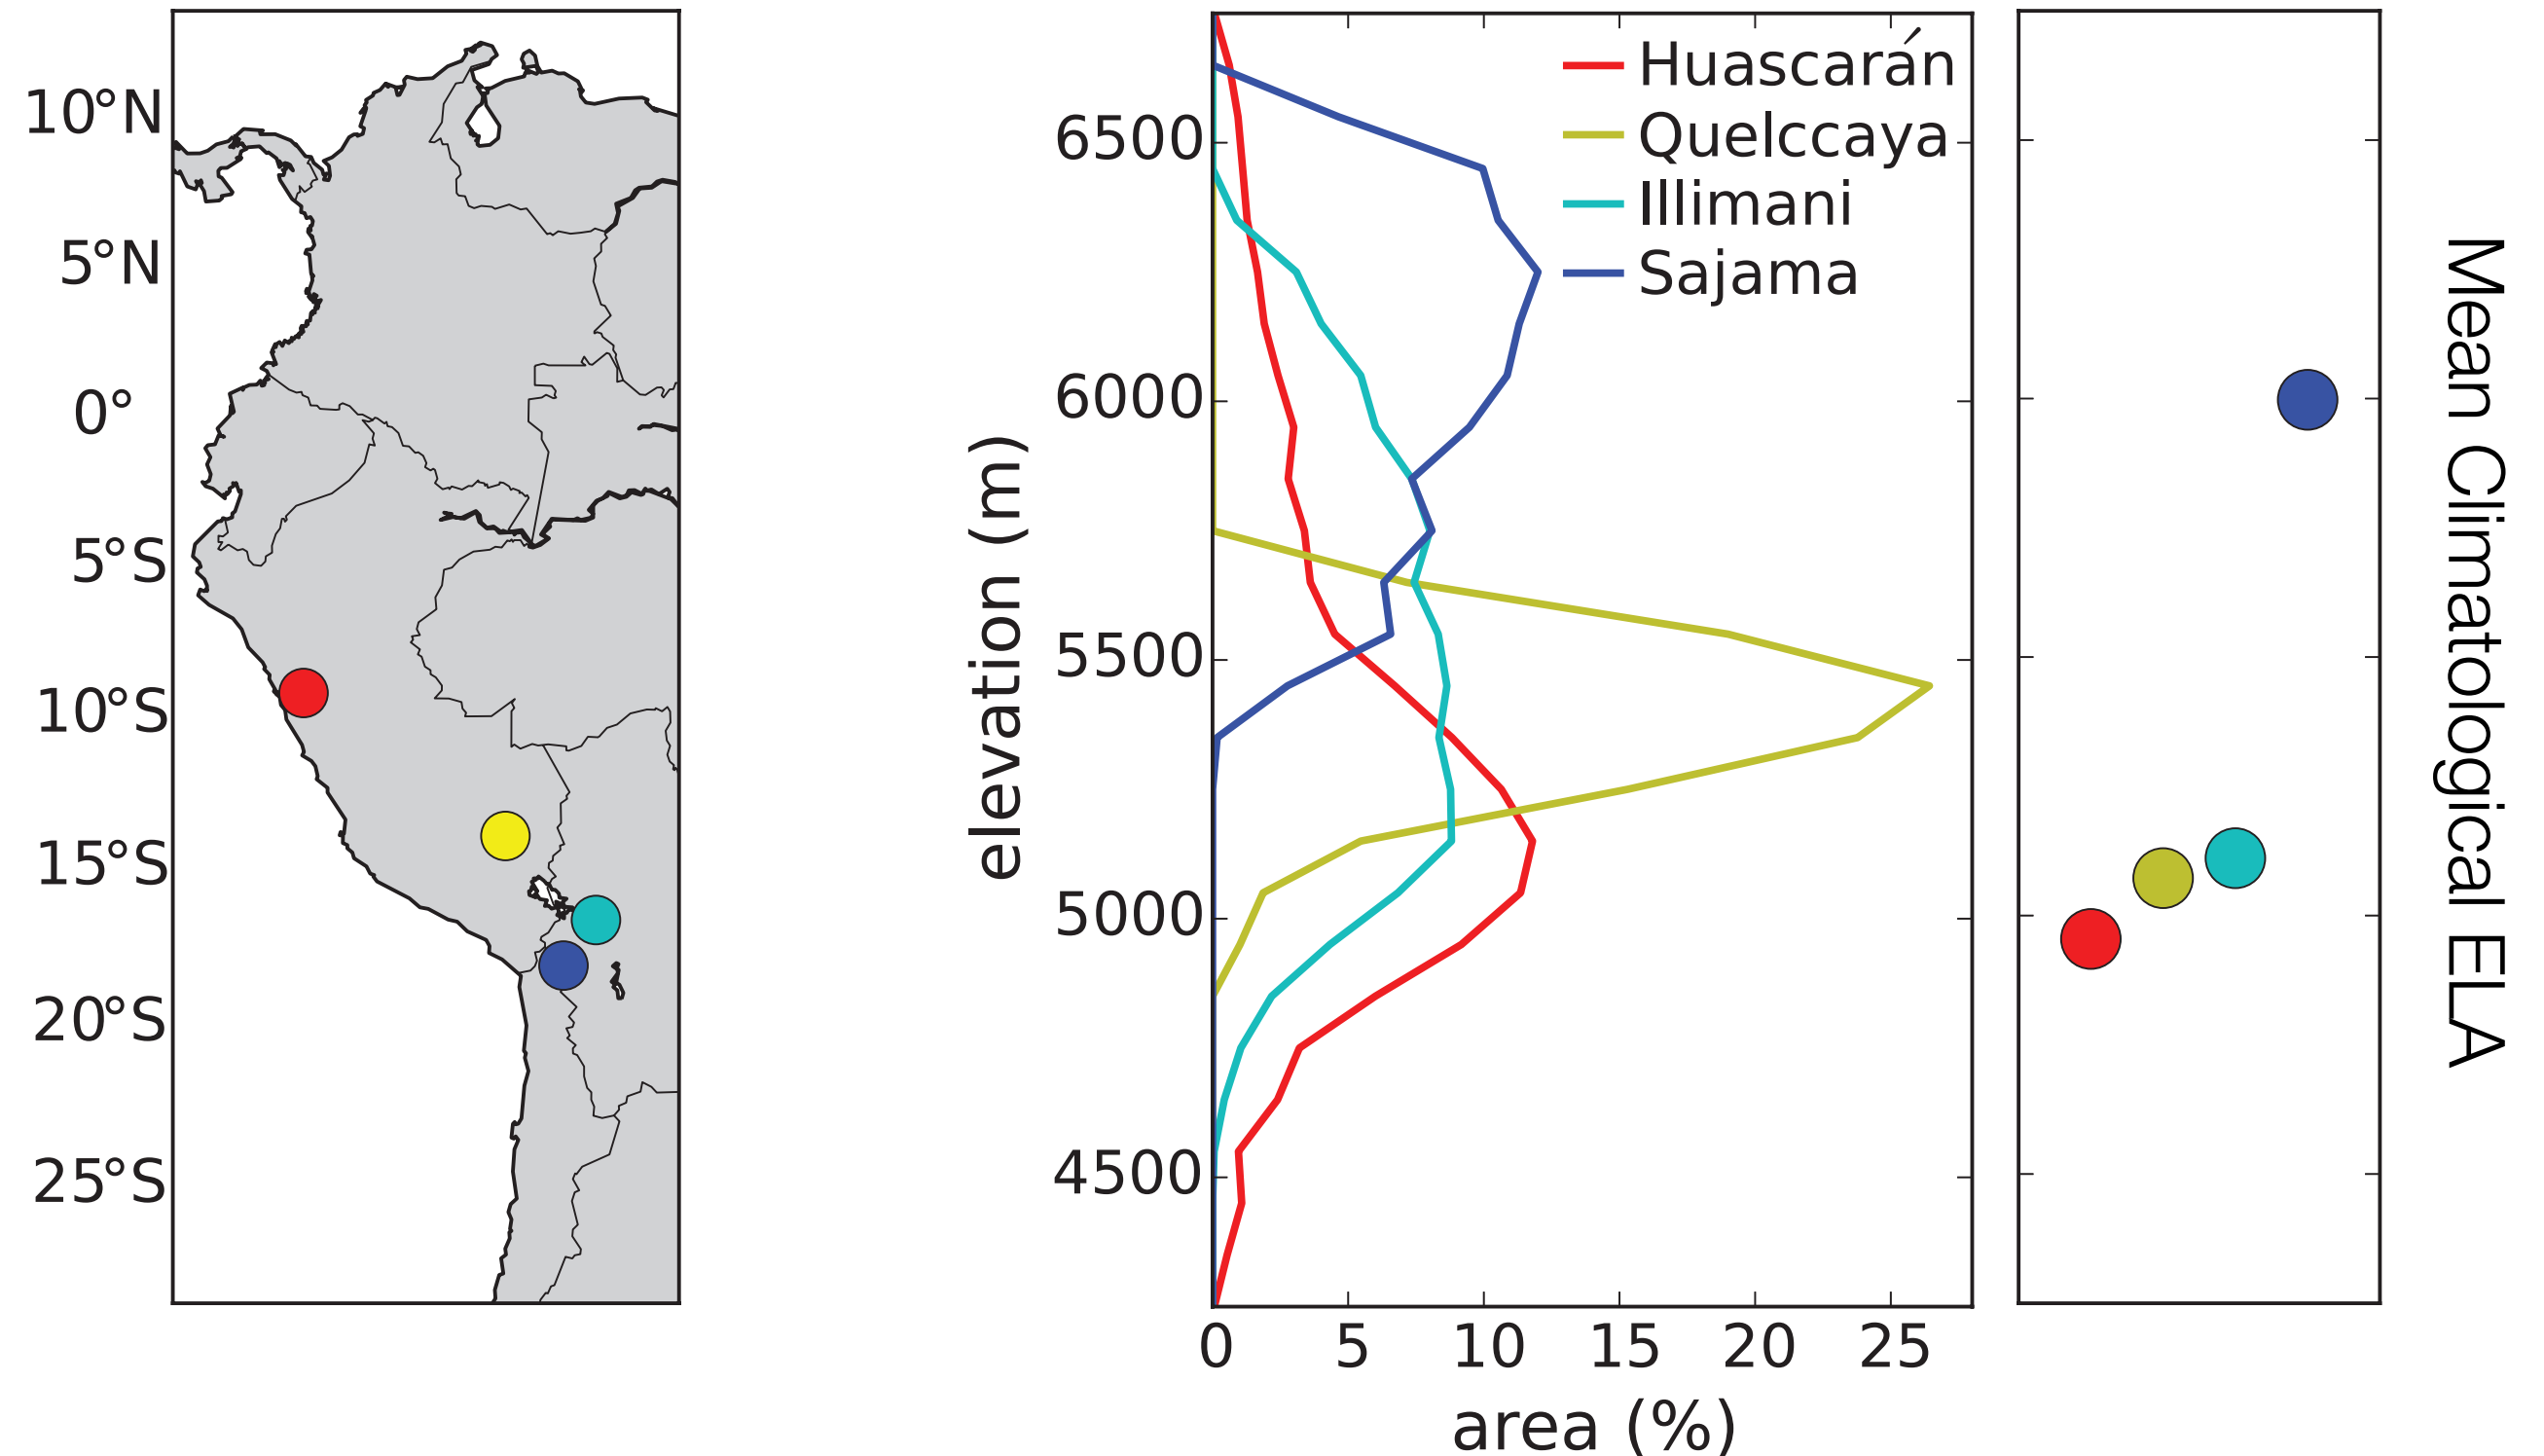 10°N
5°N
0°
5°S
10°S
15°S
20°S
25°S
elevation (m)
6500
6000
5500
5000
4500
Huascarán
Quelccaya
Illimani
Sajama
0 5 10 15 20 25
area (%)
Mean Climatological ELA